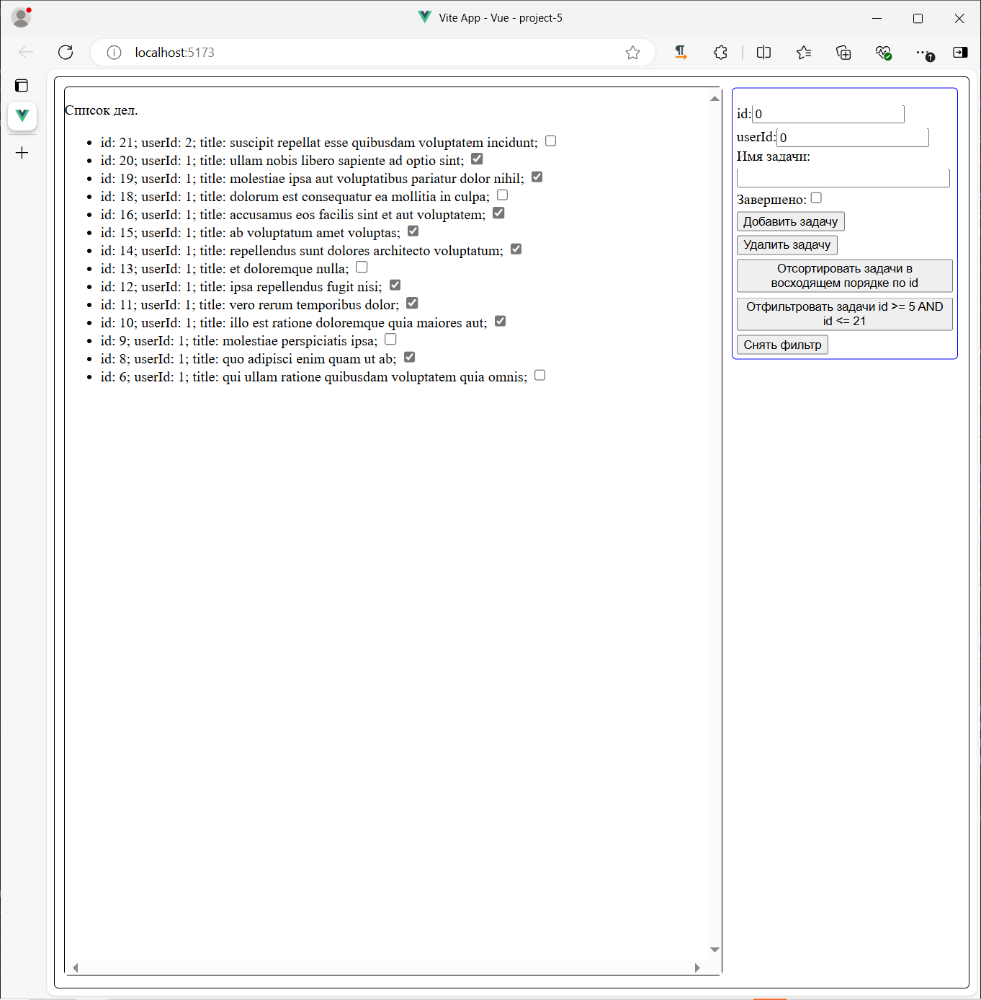 Vite App - Vue - project-5
localhost:5173
Список дел.
id: 21; userId: 2; title: suscipit repellat esse quibusdam voluptatem incidunt;
id: 20; userId: 1; title: ullam nobis libero sapiente ad optio sint;
id: 19; userId: 1; title: molestiae ipsa aut voluptatibus pariatur dolor nihil;
id: 18; userId: 1; title: dolorum est consequatur ea mollitia in culpa;
id: 16; userId: 1; title: accusamus eos facilis sint et aut voluptatem;
id: 15; userId: 1; title: ab voluptatum amet voluptas;
id: 14; userId: 1; title: repellendus sunt dolores architecto voluptatum;
id: 13; userId: 1; title: et doloremque nulla;
id: 12; userId: 1; title: ipsa repellendus fugit nisi;
id: 11; userId: 1; title: vero rerum temporibus dolor;
id: 10; userId: 1; title: illo est ratione doloremque quia maiores aut;
id: 9; userId: 1; title: molestiae perspiciatis ipsa;
id: 8; userId: 1; title: quo adipisci enim quam ut ab;
id: 6; userId: 1; title: qui ullam ratione quibusdam voluptatem quia omnis;
id: 0
userId: 0
Имя задачи:
Завершено:
Добавить задачу
Удалить задачу
Отсортировать задачи в
восходящем порядке по id
Отфильтровать задачи id >= 5 AND
id <= 21
Снять фильтр